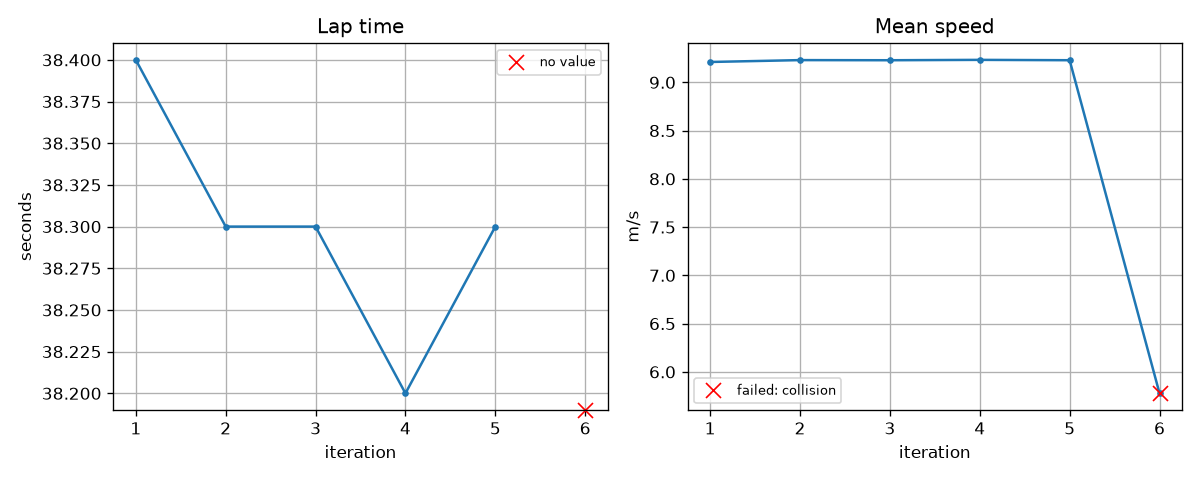 Lap time
38.400
38.375
38.350
38.325
38.300
38.275
38.250
38.225
38.200
seconds
no value
1 2 3 4 5 6
iteration
Mean speed
9.0
8.5
8.0
7.5
7.0
6.5
6.0
m/s
failed: collision
1 2 3 4 5 6
iteration